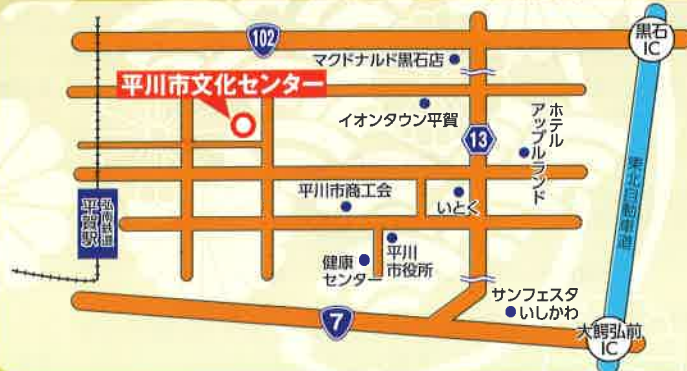 102
黒石
IC
マクドナルド黒石店
平川市文化センター
イオンタウン平賀
13
ホテル
アップルランド
東北自動車道
弘南鉄道
平賀駅
平川市商工会
いとく
健康
センター
平川
市役所
サンフェスタ
いしかわ
7
大鰐弘前
IC